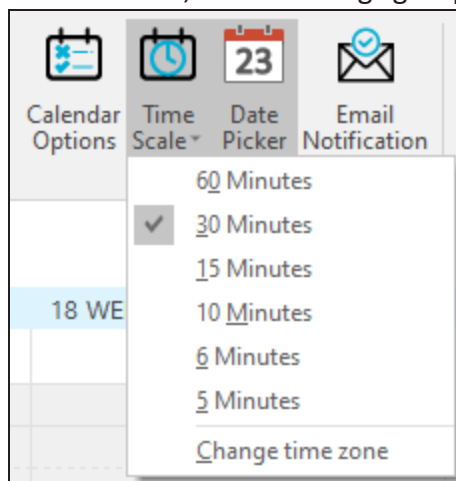 23
Calendar Time Date Email
Options Scale Picker Notification
60 Minutes
30 Minutes
15 Minutes
18 WE 10 Minutes
6 Minutes
5 Minutes
Change time zone